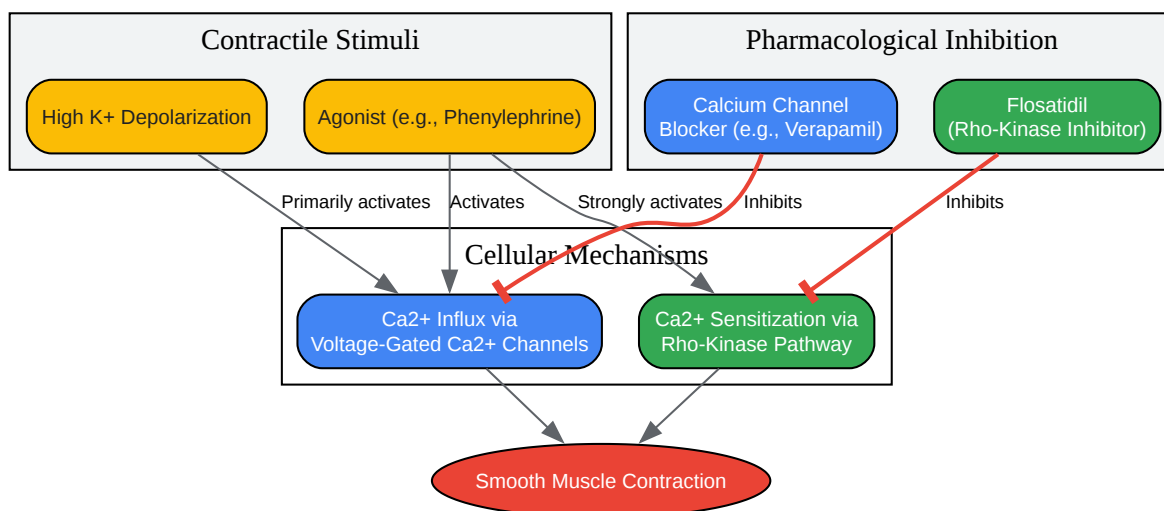 Contractile Stimuli
Pharmacological Inhibition
High K+ Depolarization
Agonist (e.g., Phenylephrine)
Calcium Channel
Blocker (e.g., Verapamil)
Flosatidil
(Rho-Kinase Inhibitor)
Primarily activates
Activates
Strongly activates
Inhibits
Inhibits
Cellular Mechanisms
Ca2+ Influx via
Voltage-Gated Ca2+ Channels
Ca2+ Sensitization via
Rho-Kinase Pathway
Smooth Muscle Contraction